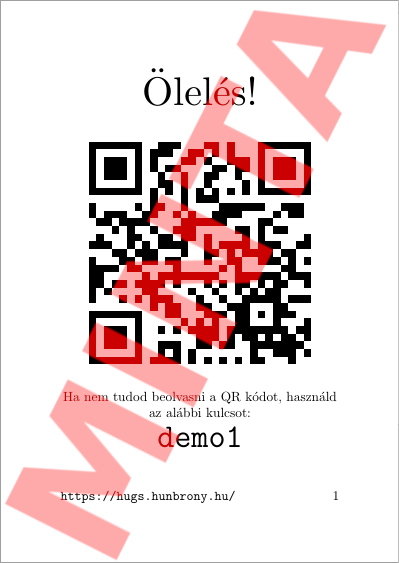 Ölelés!
MINTA
Ha nem tudod beolvasni a QR kódot, használd
az alábbi kulcsot:
demo1
https://hugs.hunbrony.hu/ 1